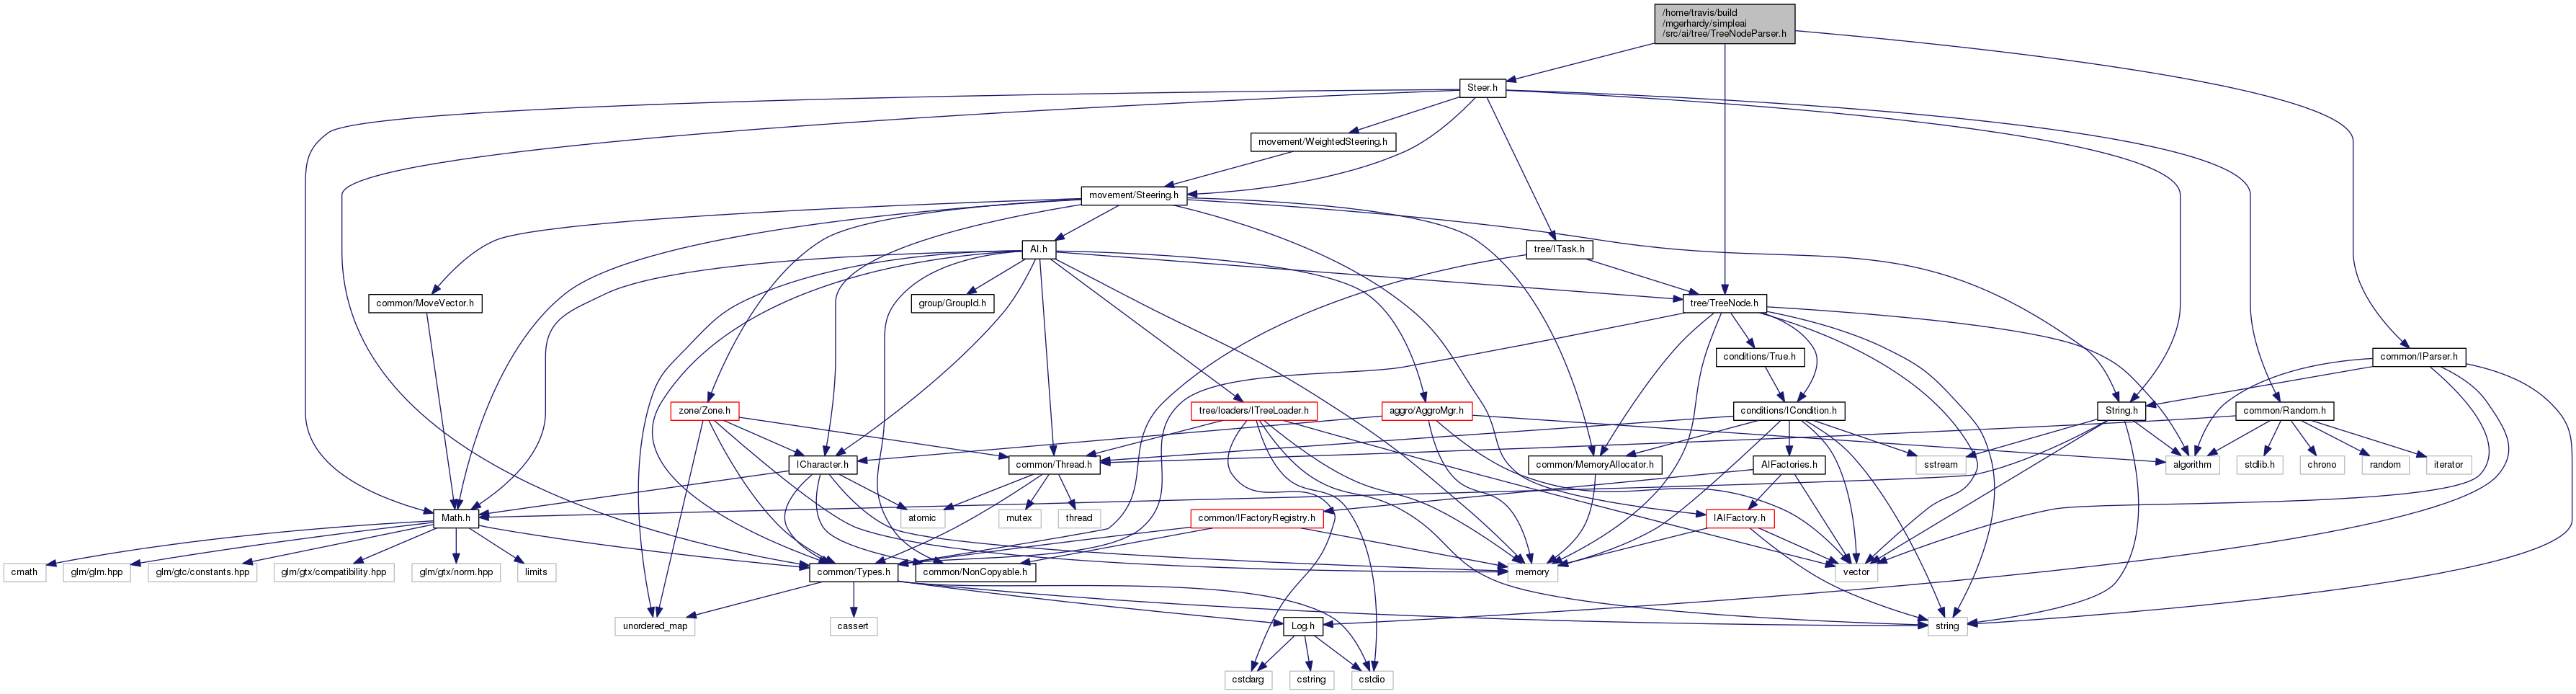 /home/travis/build
/mgerhardy/simpleai
/src/ai/tree/TreeNodeParser.h
Steer.h
movement/WeightedSteering.h
movement/Steering.h
AI.h
tree/ITask.h
common/MoveVector.h
group/GroupId.h
tree/TreeNode.h
conditions/True.h
common/IParser.h
zone/Zone.h
tree/loaders/ITreeLoader.h
aggro/AggroMgr.h
conditions/ICondition.h
String.h
common/Random.h
ICharacter.h
common/Thread.h
common/MemoryAllocator.h
AIFactories.h
sstream
algorithm
stdlib.h
chrono
random
iterator
Math.h
atomic
mutex
thread
common/IFactoryRegistry.h
IAIFactory.h
cmath
glm/glm.hpp
glm/gtc/constants.hpp
glm/gtx/compatibility.hpp
glm/gtx/norm.hpp
limits
common/Types.h
common/NonCopyable.h
memory
vector
unordered_map
cassert
Log.h
string
cstdarg
cstring
cstdio